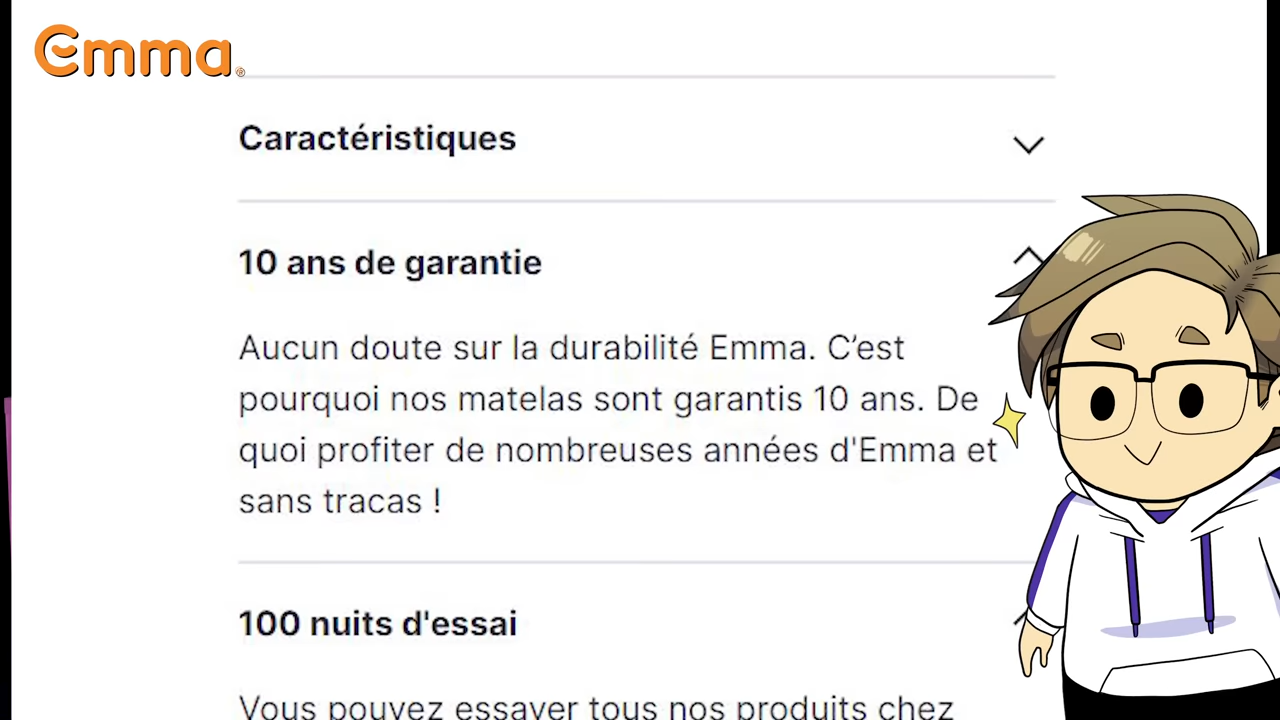 Emma®
Caractéristiques
10 ans de garantie
Aucun doute sur la durabilité Emma. C’est
pourquoi nos matelas sont garantis 10 ans. De
quoi profiter de nombreuses années d'Emma et
sans tracas !
100 nuits d'essai
Vous pouvez essayer tous nos produits chez